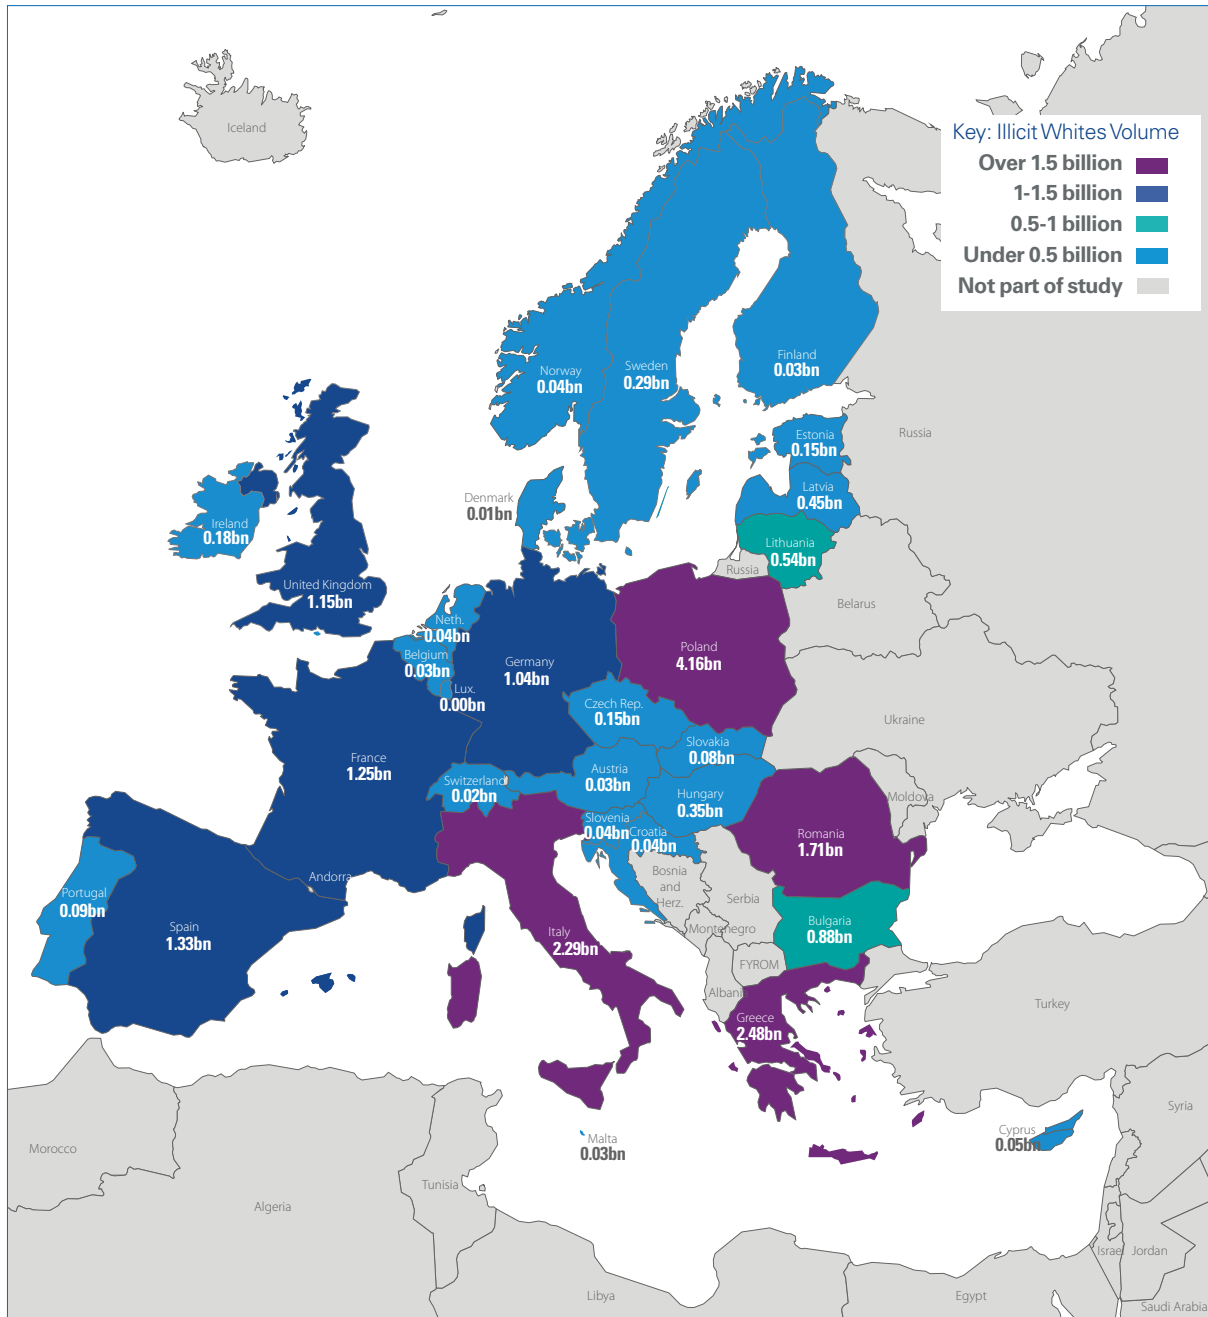 Iceland
Key: Illicit Whites Volume
Over 1.5 billion
1-1.5 billion
0.5-1 billion
Under 0.5 billion
Not part of study
Finland
0.03bn
Norway
0.04bn
Sweden
0.29bn
Russia
Estonia
0.15bn
Latvia
0.45bn
Denmark
0.01bn
Ireland
0.18bn
Lithuania
0.54bn
Russia
Belarus
United Kingdom
1.15bn
Neth.
0.04bn
Belgium
0.03bn
Germany
1.04bn
Poland
4.16bn
Lux.
0.00bn
Czech Rep.
0.15bn
Ukraine
Slovakia
0.08bn
France
1.25bn
Switzerland
0.02bn
Austria
0.03bn
Hungary
0.35bn
Moldova
Slovenia
0.04bn
Croatia
0.04bn
Romania
1.71bn
Andorra
Bosnia
and
Herz.
Portugal
0.09bn
Serbia
Spain
1.33bn
Italy
2.29bn
Montenegro
Bulgaria
0.88bn
FYROM
Albania
Turkey
Greece
2.48bn
Syria
Malta
0.03bn
Cyprus
0.05bn
Morocco
Tunisia
Algeria
Israel
Jordan
Libya
Egypt
Saudi Arabia